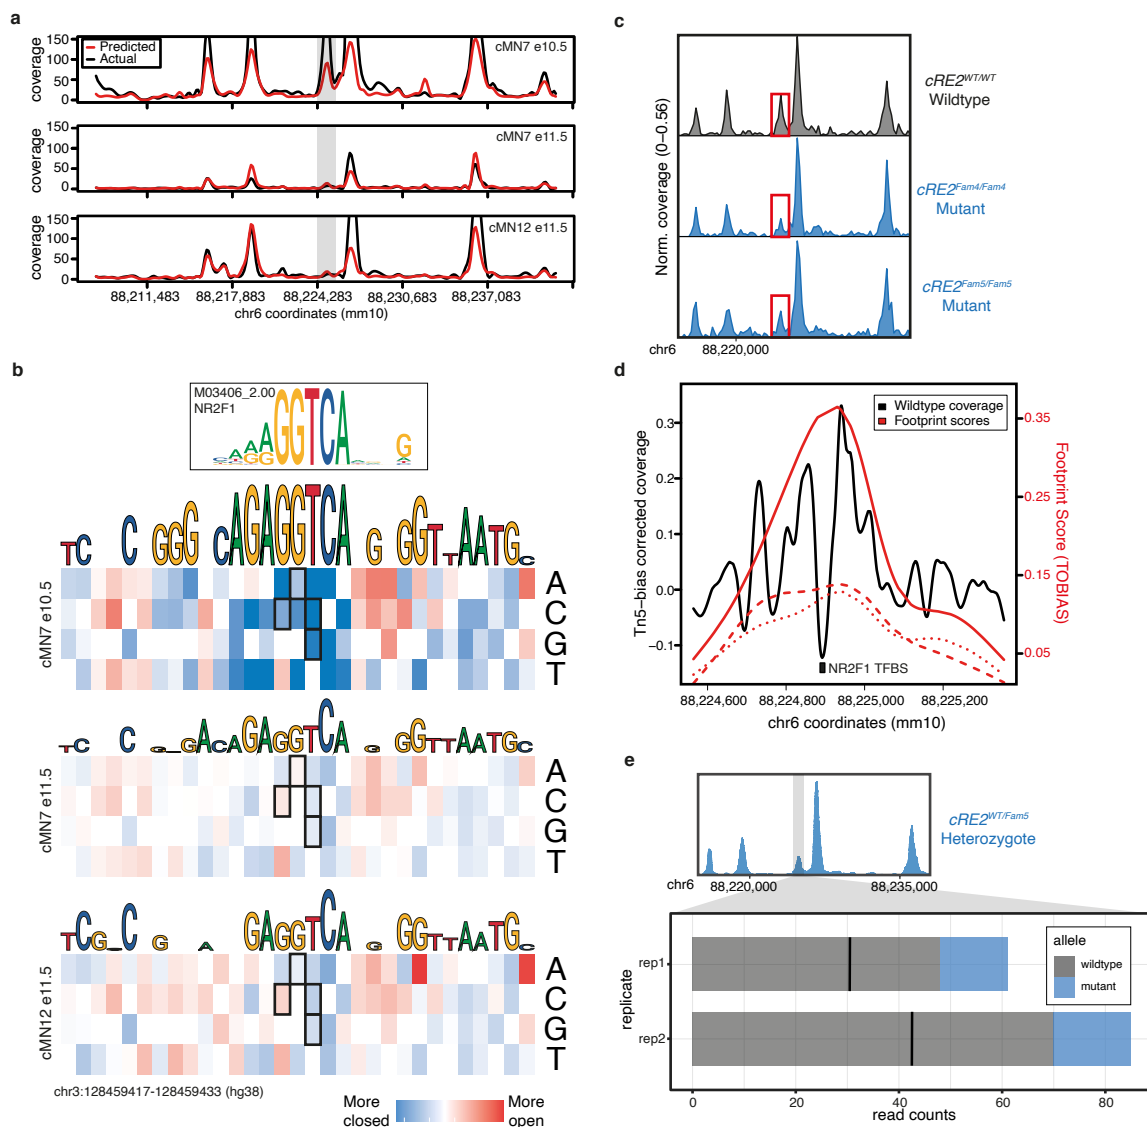 a
150
100
50
0
coverage
Predicted
Actual
cMN7 e10.5
150
100
50
0
coverage
cMN7 e11.5
150
100
50
0
coverage
cMN12 e11.5
88,211,483
88,217,883
88,224,283
88,230,683
88,237,083
chr6 coordinates (mm10)
b
M03406_2.00
NR2F1
cMN7 e10.5
A
C
G
T
cMN7 e11.5
A
C
G
T
cMN12 e11.5
A
C
G
T
chr3:128459417-128459433 (hg38)
More closed
More open
c
Norm. coverage (0–0.56)
cRE2WT/WT
Wildtype
cRE2Fam4/Fam4
Mutant
cRE2Fam5/Fam5
Mutant
chr6
88,220,000
d
Tn5−bias corrected coverage
0.3
0.2
0.1
0.0
−0.1
Wildtype coverage
Footprint scores
NR2F1 TFBS
0.35
0.25
0.15
0.05
Footprint Score (TOBIAS)
88,224,600
88,224,800
88,225,000
88,225,200
chr6 coordinates (mm10)
e
cRE2WT/Fam5
Heterozygote
chr6
88,220,000
88,235,000
replicate
rep1
rep2
allele
wildtype
mutant
0
20
40
60
80
read counts